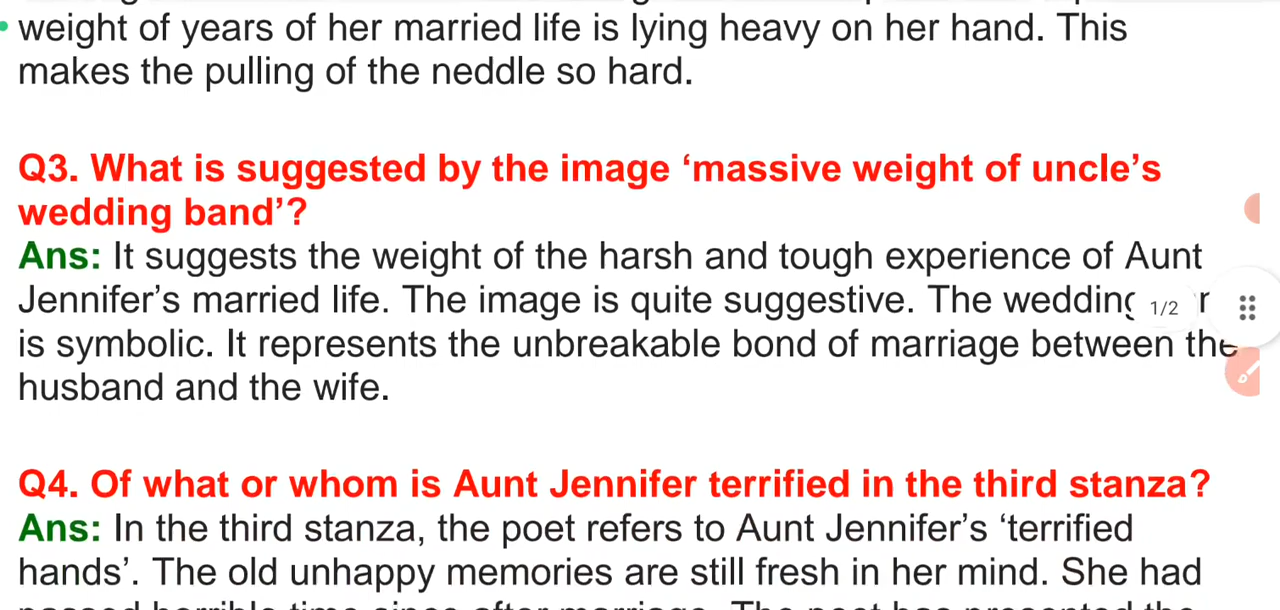 weight of years of her married life is lying heavy on her hand. This
makes the pulling of the neddle so hard.
Q3. What is suggested by the image ‘massive weight of uncle’s
wedding band’?
Ans: It suggests the weight of the harsh and tough experience of Aunt
Jennifer’s married life. The image is quite suggestive. The wedding
1/2
is symbolic. It represents the unbreakable bond of marriage between the
husband and the wife.
Q4. Of what or whom is Aunt Jennifer terrified in the third stanza?
Ans: In the third stanza, the poet refers to Aunt Jennifer’s ‘terrified
hands’. The old unhappy memories are still fresh in her mind. She had